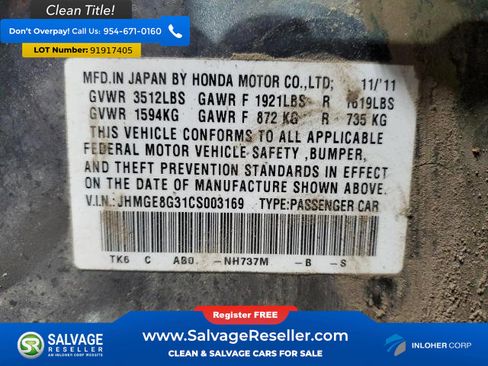 Clean Title!
Don't Overpay! Call Us: 954-671-0160
Lot Number: 91917405
MFD.IN JAPAN BY HONDA MOTOR CO.,LTD; 11/'11
GVWR 3512LBS GAWR F 1921LBS R 1619LBS
GVWR 1594KG GAWR F 872 KG R 735 KG
THIS VEHICLE CONFORMS TO ALL APPLICABLE
FEDERAL MOTOR VEHICLE SAFETY ,BUMPER,
AND THEFT PREVENTION STANDARDS IN EFFECT
ON THE DATE OF MANUFACTURE SHOWN ABOVE.
V.I.N.:JHMGE8G31CS003169 TYPE:PASSENGER CAR
TK6 C AB0 -NH737M -B -S
Register FREE!
www.SalvageReseller.com
CLEAN & SALVAGE CARS FOR SALE
SALVAGE
RESELLER
AN INLOHER CORP WEBSITE
INLOHER CORP.